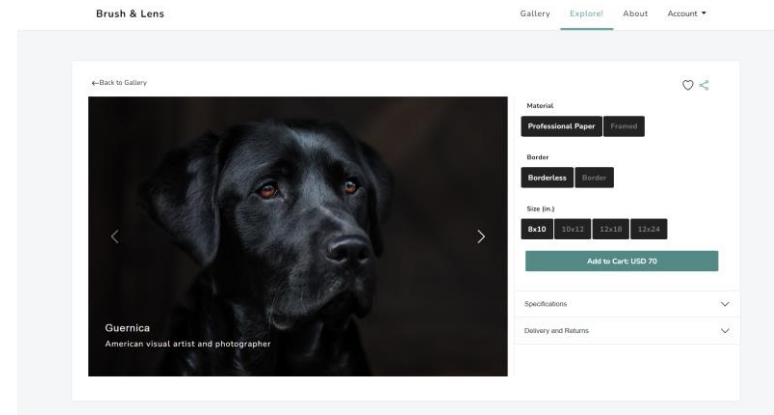 Brush & Lens
Gallery Explore! About Account
Back to Gallery
Guernica
American visual artist and photographer
Material
Professional Paper Framed
Border
Borderless Border
Size (in.)
8x10 10x12 12x18 12x24
Add to Cart: USD 70
Specifications
Delivery and Returns